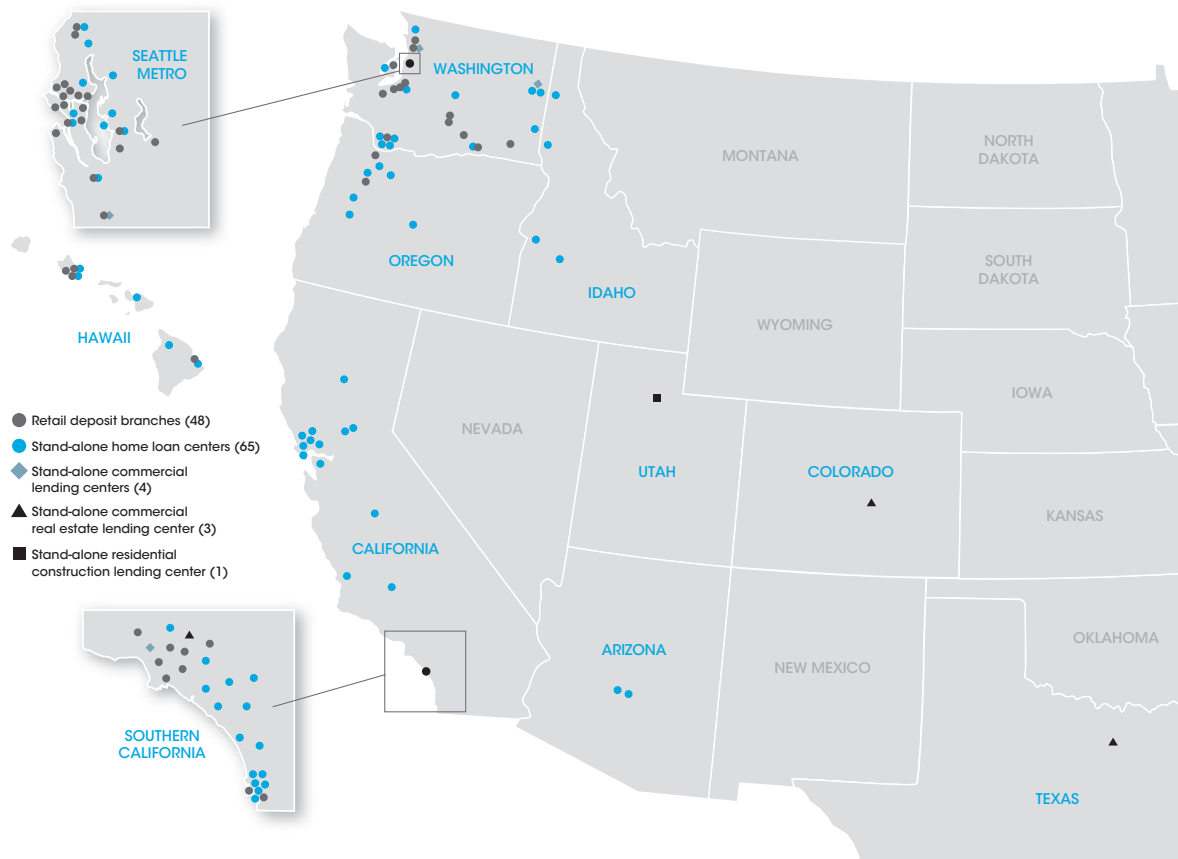 SEATTLE
METRO
WASHINGTON
MONTANA
NORTH
DAKOTA
OREGON
IDAHO
SOUTH
DAKOTA
HAWAII
WYOMING
IOWA
NEVADA
UTAH
COLORADO
KANSAS
Retail deposit branches (48)
Stand-alone home loan centers (65)
Stand-alone commercial
lending centers (4)
Stand-alone commercial
real estate lending center (3)
Stand-alone residential
construction lending center (1)
CALIFORNIA
ARIZONA
NEW MEXICO
OKLAHOMA
SOUTHERN
CALIFORNIA
TEXAS